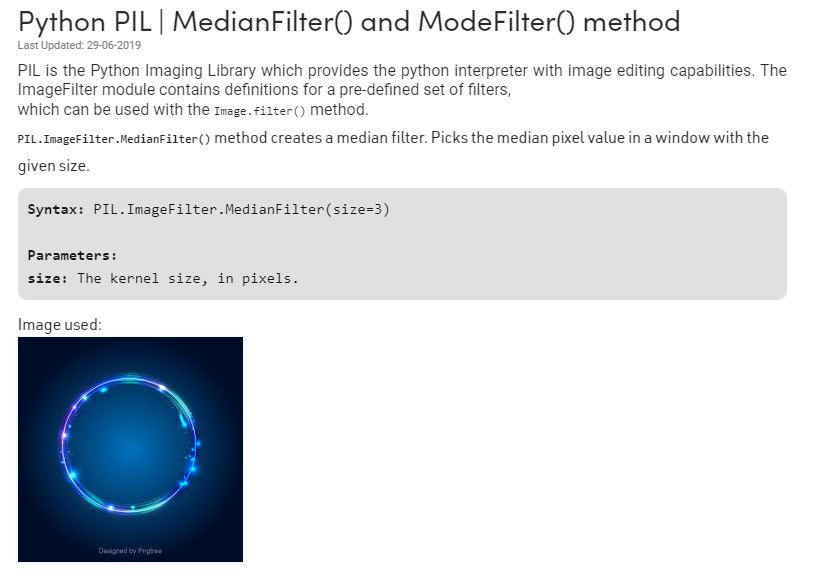 Python PIL | MedianFilter() and ModeFilter() method
Last Updated: 29-06-2019
PIL is the Python Imaging Library which provides the python interpreter with image editing capabilities. The
ImageFilter module contains definitions for a pre-defined set of filters,
which can be used with the Image.filter() method.
PIL.ImageFilter.MedianFilter() method creates a median filter. Picks the median pixel value in a window with the
given size.
Syntax: PIL.ImageFilter.MedianFilter(size=3)
Parameters:
size: The kernel size, in pixels.
Image used:
Designed by Pngtree